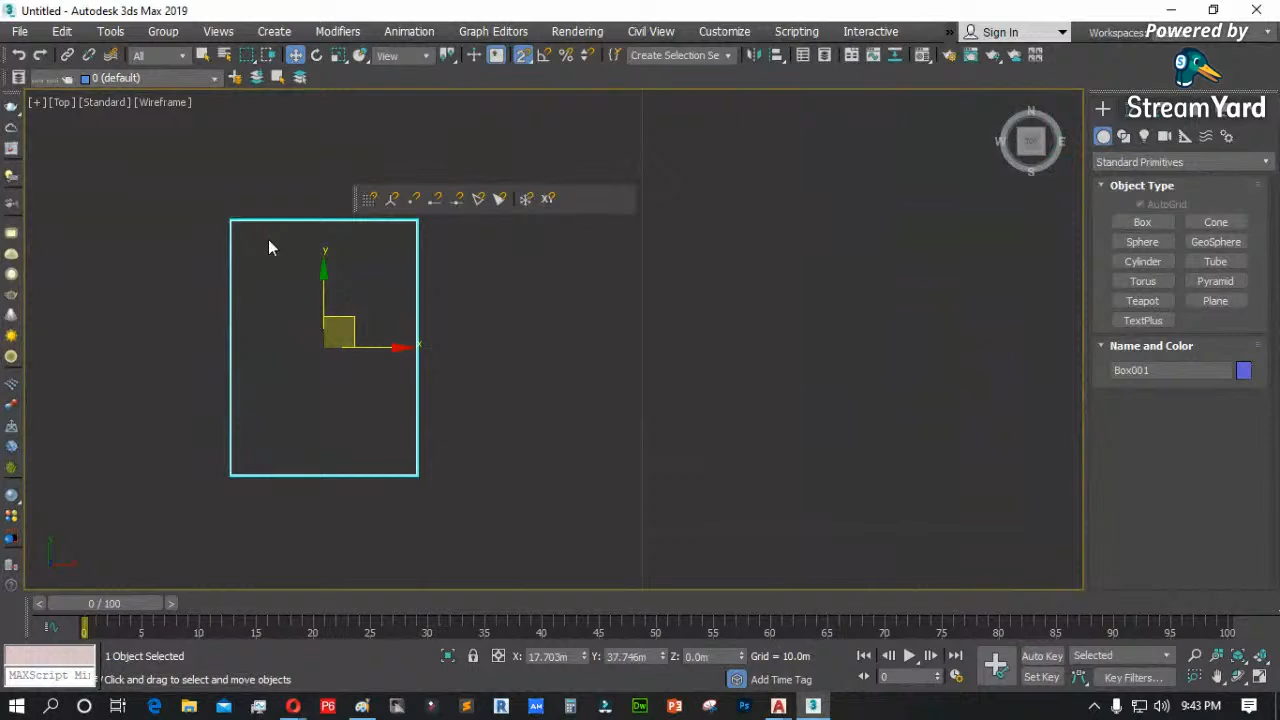 Untitled - Autodesk 3ds Max 2019
File Edit Tools Group Views Create Modifiers Animation Graph Editors Rendering Civil View Customize Scripting Interactive Sign In Workspaces:
Powered by
StreamYard
All View Create Selection Se
0 (default)
[+] [Top] [Standard] [Wireframe]
N
W TOP E
S
XY
y
x
Standard Primitives
Object Type
AutoGrid
Box Cone
Sphere GeoSphere
Cylinder Tube
Torus Pyramid
Teapot Plane
TextPlus
Name and Color
Box001
0 / 100
0 5 10 15 20 25 30 35 40 45 50 55 60 65 70 75 80 85 90 95 100
1 Object Selected X: 17.703m Y: 37.746m Z: 0.0m Grid = 10.0m Auto Key Selected
MAXScript Mi Click and drag to select and move objects Add Time Tag 0 Set Key Key Filters...
9:43 PM